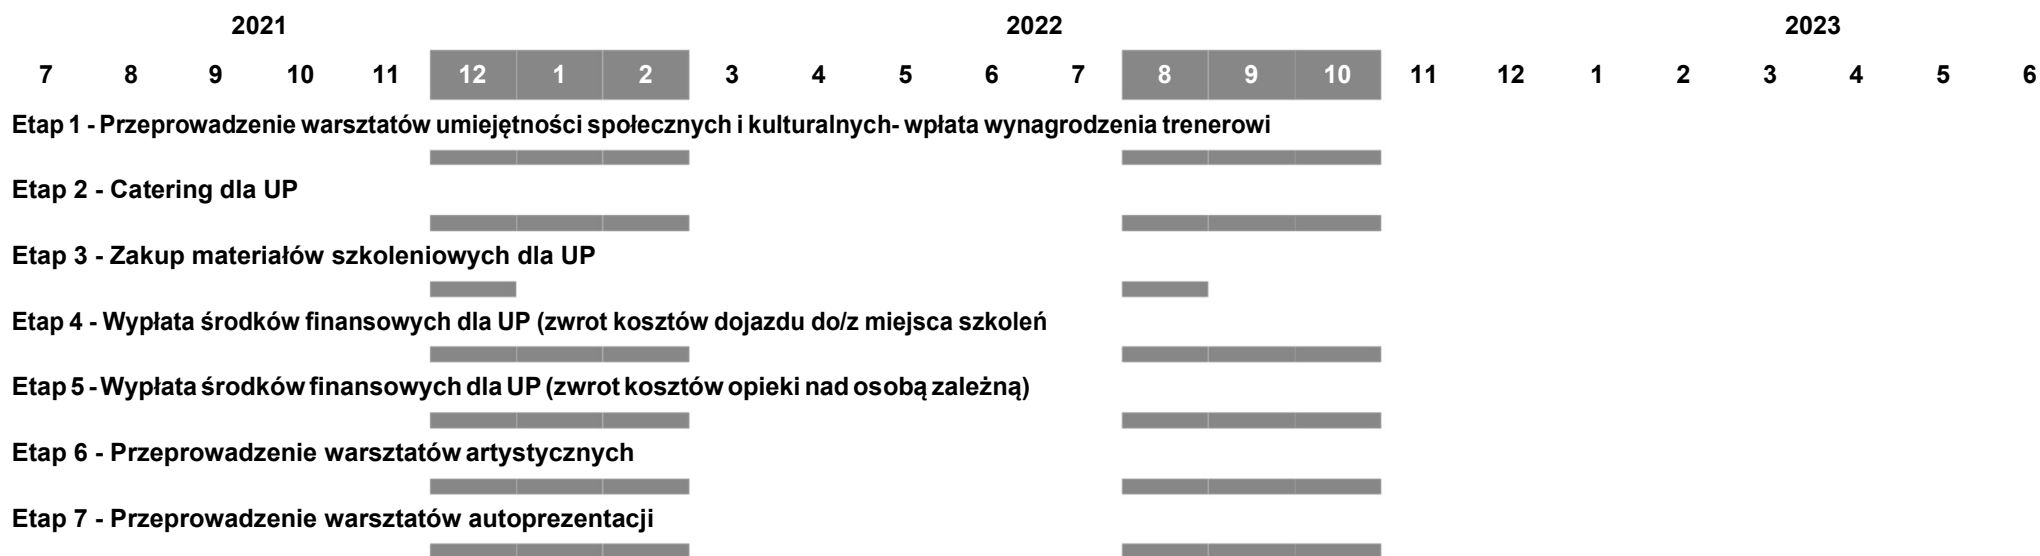 2021 2022 2023
7 8 9 10 11 12 1 2 3 4 5 6 7 8 9 10 11 12 1 2 3 4 5 6
Etap 1 - Przeprowadzenie warsztatów umiejętności społecznych i kulturalnych- wpłata wynagrodzenia trenerowi
Etap 2 - Catering dla UP
Etap 3 - Zakup materiałów szkoleniowych dla UP
Etap 4 - Wypłata środków finansowych dla UP (zwrot kosztów dojazdu do/z miejsca szkoleń
Etap 5 - Wypłata środków finansowych dla UP (zwrot kosztów opieki nad osobą zależną)
Etap 6 - Przeprowadzenie warsztatów artystycznych
Etap 7 - Przeprowadzenie warsztatów autoprezentacji